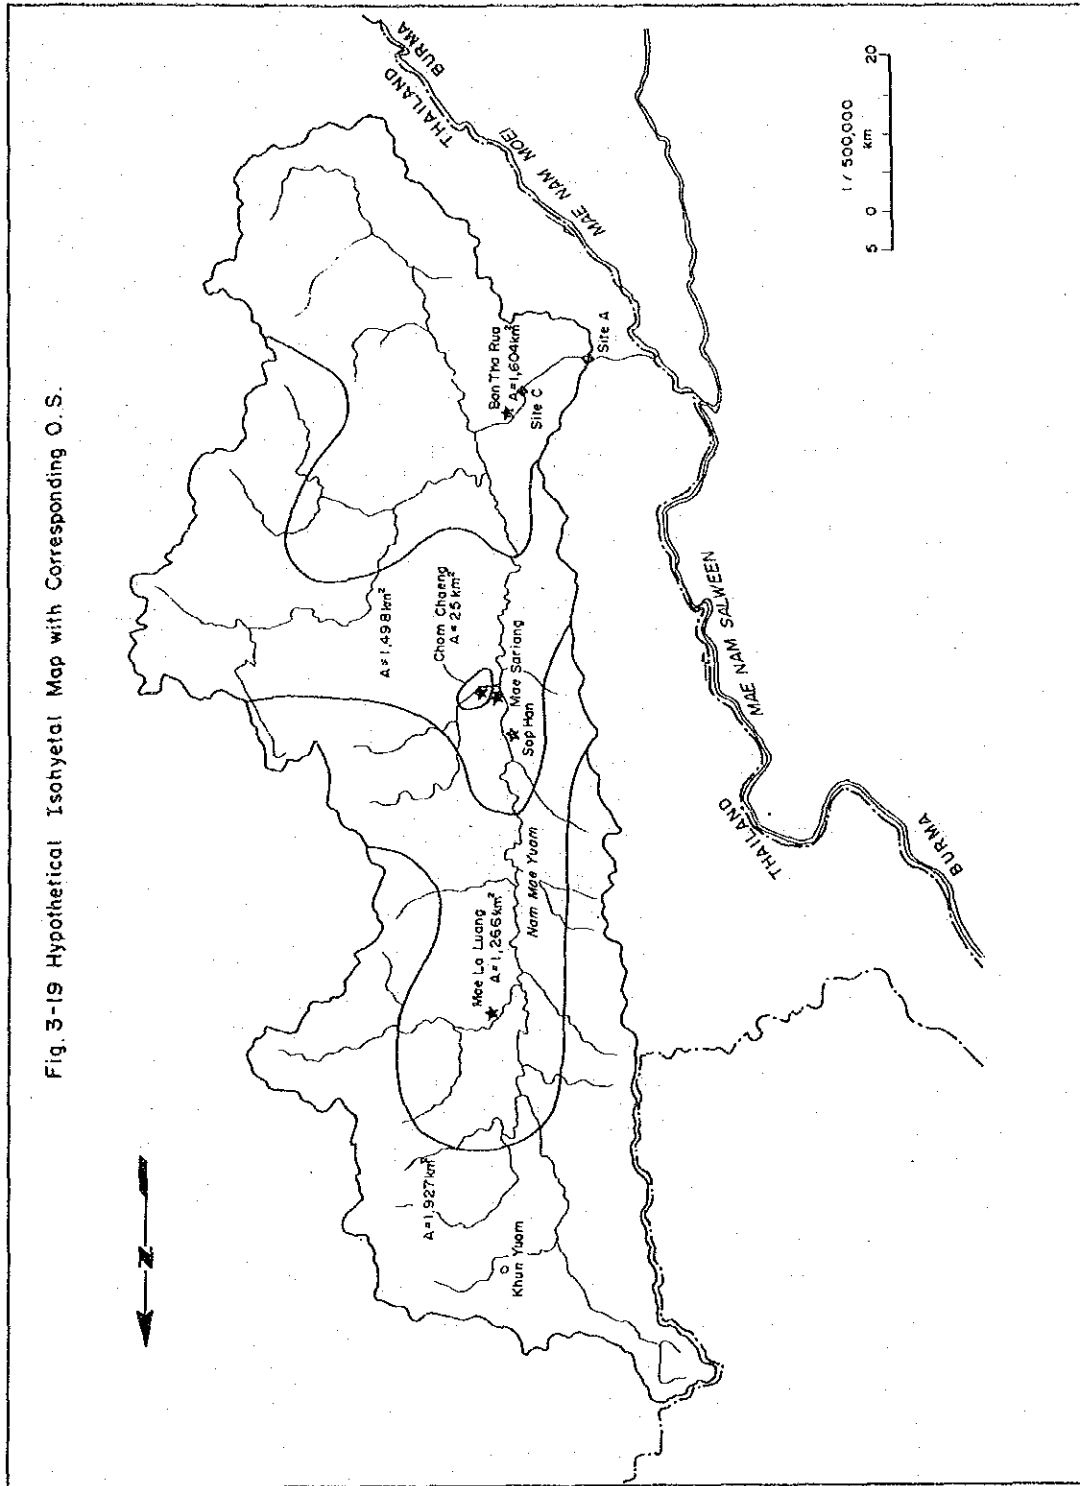 Fig. 3-19 Hypothetical Isohyetal Map with Corresponding O. S.
N
BURMA
THAILAND
MAE NAM MOEI
1 / 500,000
5 0 20
km
Ban Tha Rua
A=1,604km²
Site C
Site A
A=1,498km²
Chom Chaeng
A=25km²
Mae Sariang
Sop Han
MAE NAM SALWEEN
THAILAND
BURMA
Mae La Luang
A=1,266km²
Nam Mae Yuam
A=1,927km²
Khun Yuam